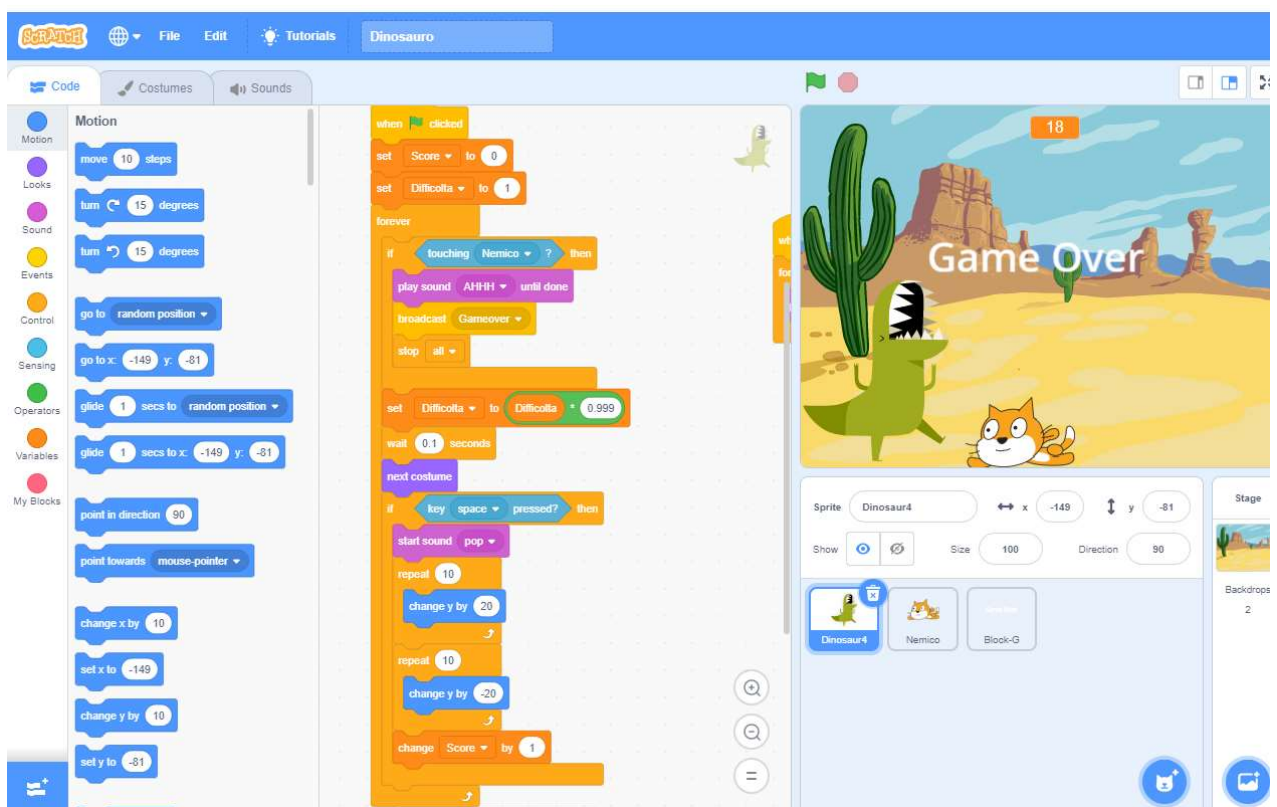 SCRATCH File Edit Tutorials Dinosauro
Code Costumes Sounds
Motion
Looks
Sound
Events
Control
Sensing
Operators
Variables
My Blocks
Motion
move 10 steps
turn 15 degrees
turn 15 degrees
go to random position
go to x: -149 y: -81
glide 1 secs to random position
glide 1 secs to x: -149 y: -81
point in direction 90
point towards mouse-pointer
change x by 10
set x to -149
change y by 10
set y to -81
when clicked
set Score to 0
set Difficolta to 1
forever
if touching Nemico ? then
play sound AHHH until done
broadcast Gameover
stop all
set Difficolta to Difficolta * 0.999
wait 0.1 seconds
next costume
if key space pressed? then
start sound pop
repeat 10
change y by 20
repeat 10
change y by -20
change Score by 1
18
Game Over
Sprite Dinosaur4 x -149 y -81
Show Size 100 Direction 90
Dinosaur4 Nemico Block-G
Stage
Backdrops
2